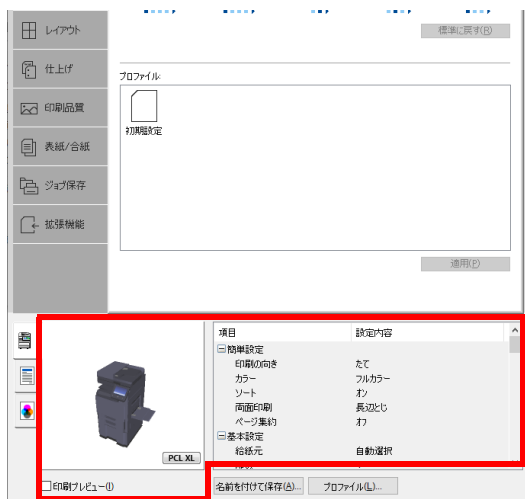 レイアウト
標準に戻す(R)
仕上げ
プロファイル:
印刷品質
初期設定
表紙/合紙
ジョブ保存
拡張機能
適用(P)
項目 設定内容
簡単設定
印刷の向き たて
カラー フルカラー
ソート オン
両面印刷 長辺とじ
ページ集約 オフ
基本設定
給紙元 自動選択
PCL XL
印刷プレビュー(I)
名前を付けて保存(A)... プロファイル(L)...